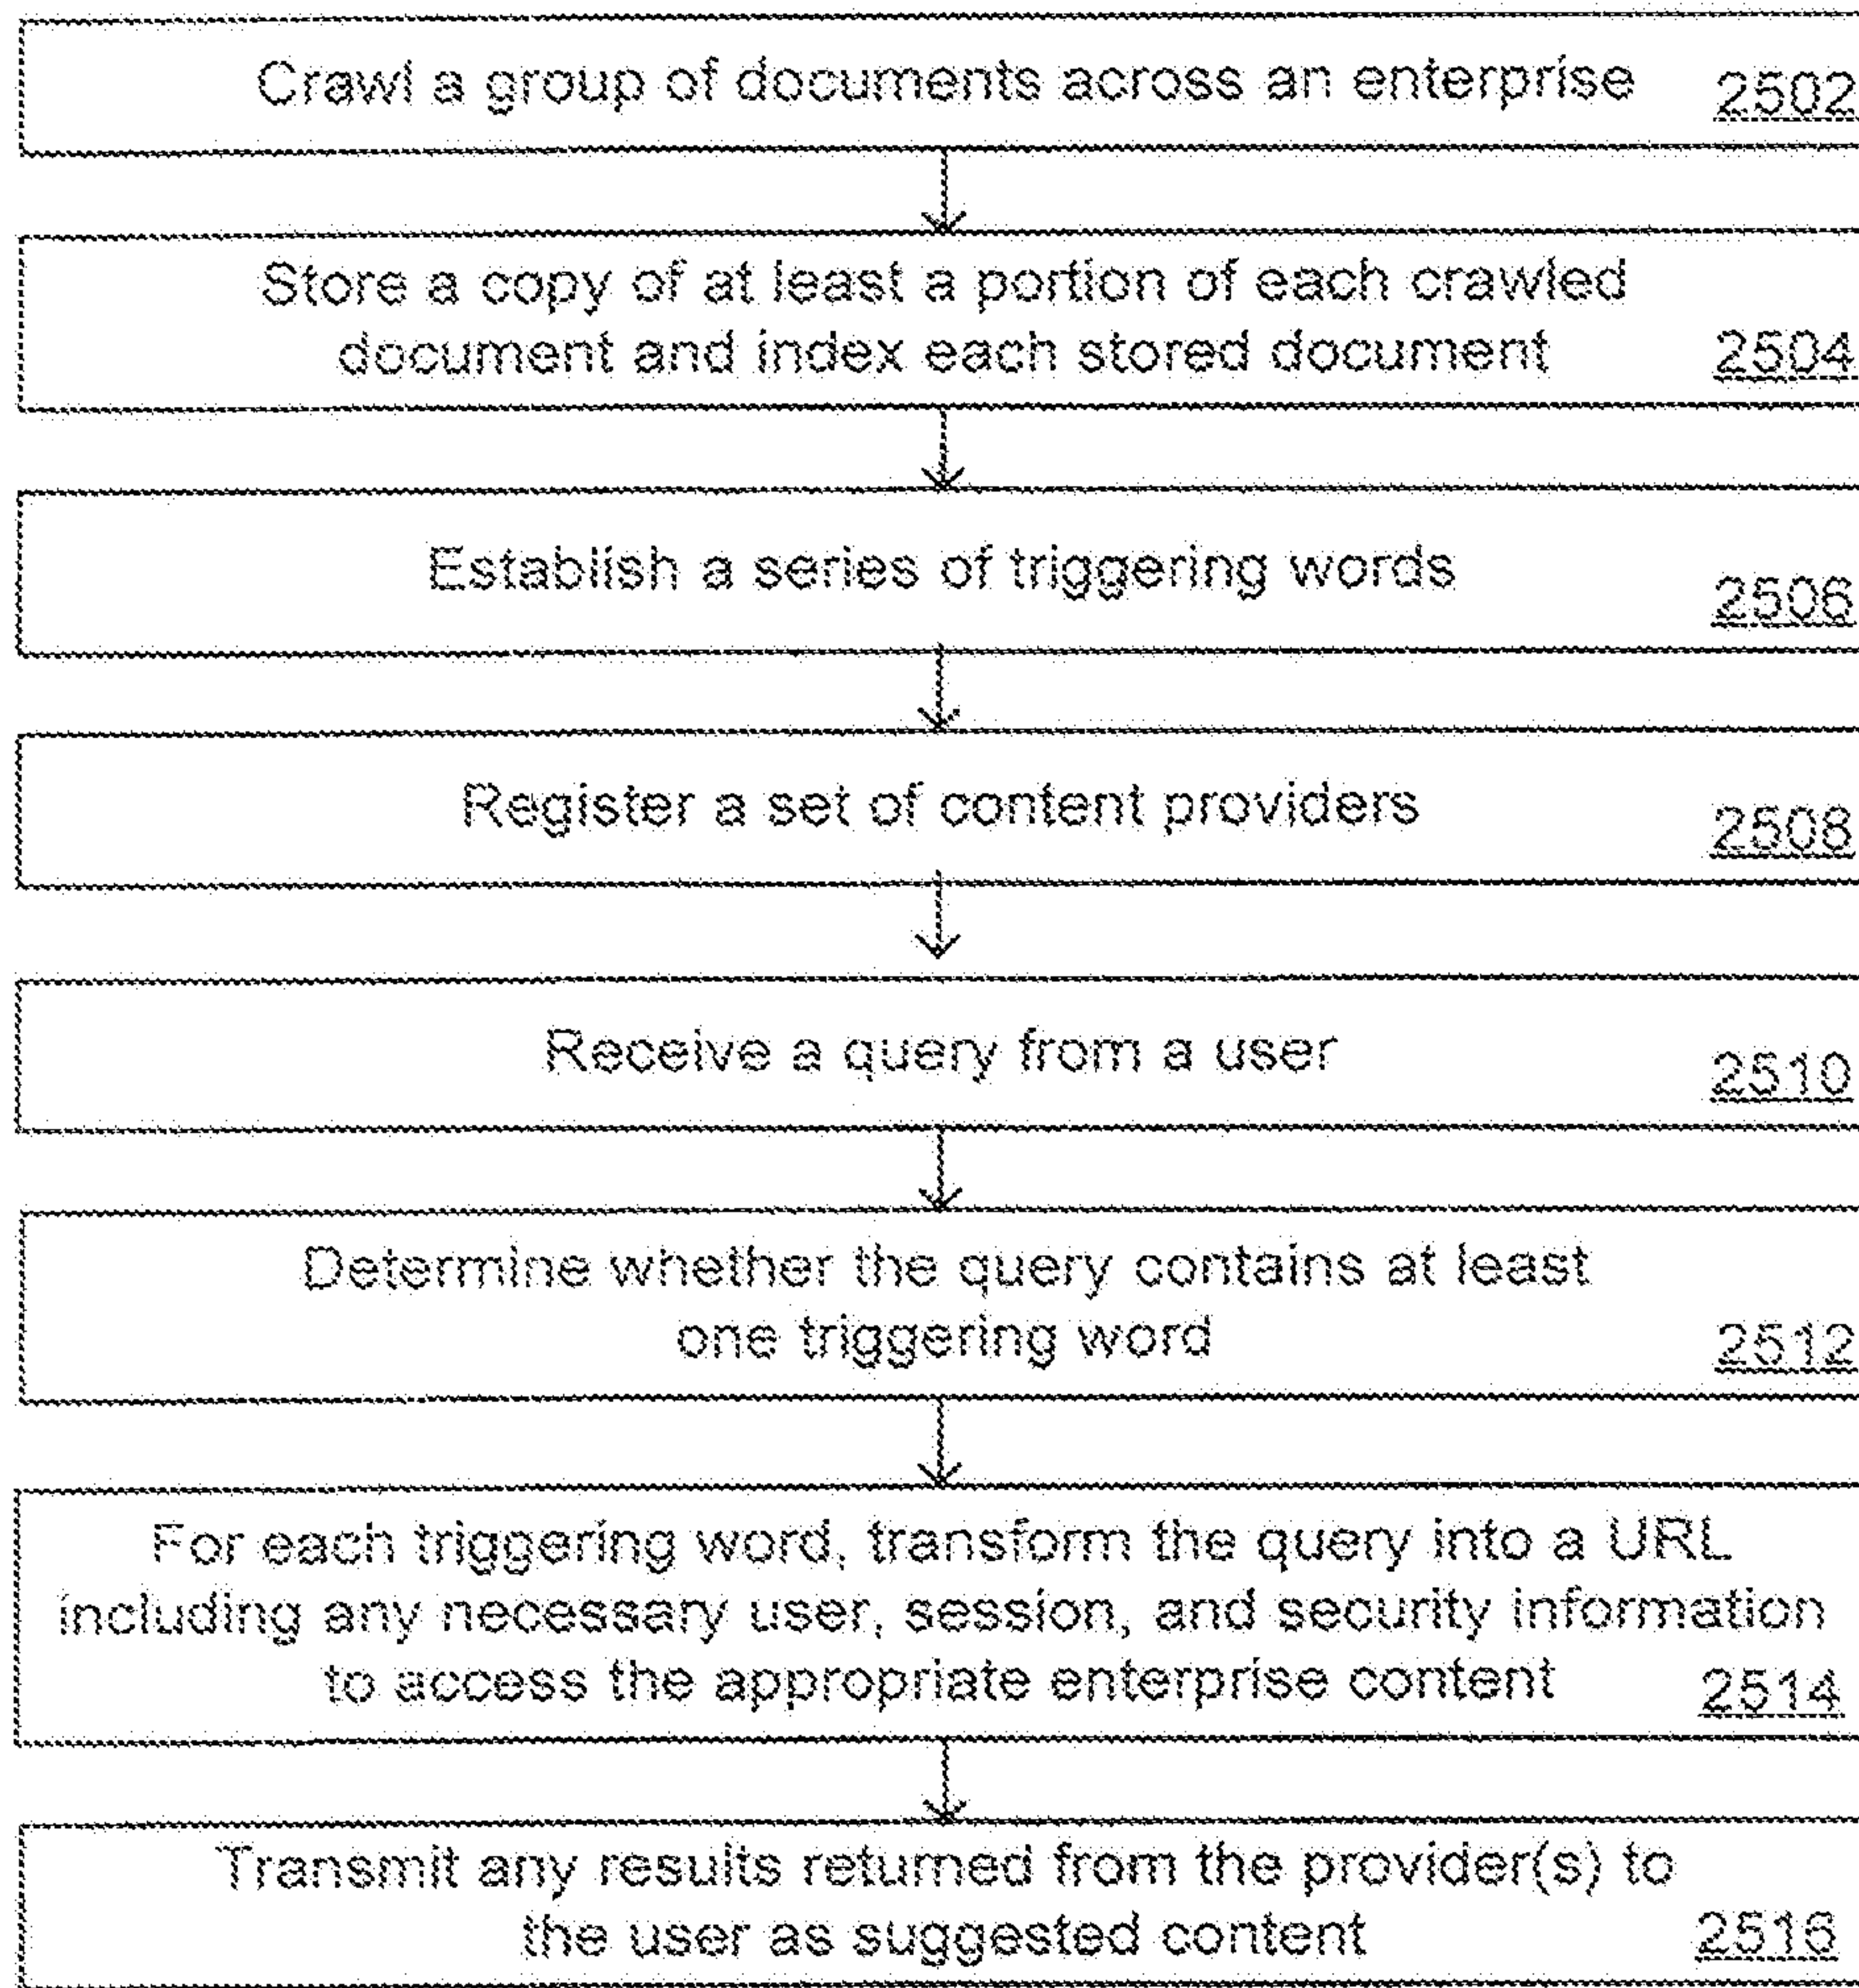 Crawl a group of documents across an enterprise 2502
Store a copy of at least a portion of each crawled
document and index each stored document 2504
Establish a series of triggering words 2506
Register a set of content providers 2508
Receive a query from a user 2510
Determine whether the query contains at least
one triggering word 2512
For each triggering word, transform the query into a URL
including any necessary user, session, and security information
to access the appropriate enterprise content 2514
Transmit any results returned from the provider(s) to
the user as suggested content 2516